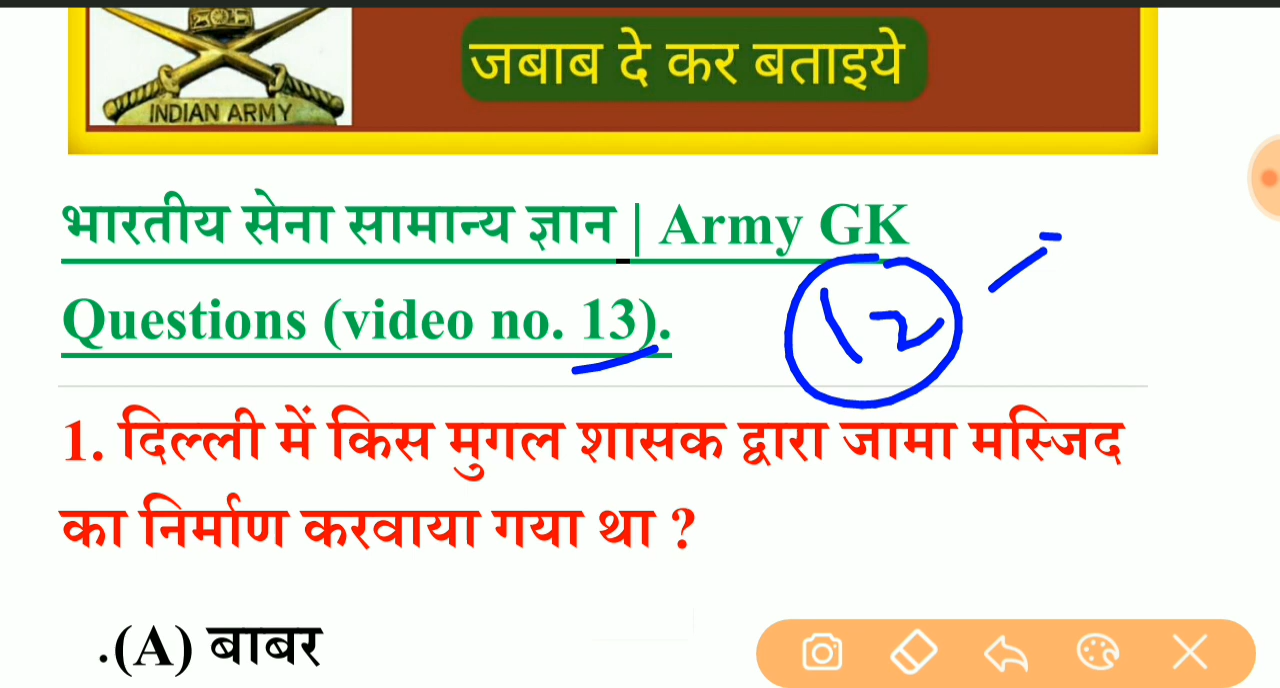 INDIAN ARMY
जबाब दे कर बताइये
भारतीय सेना सामान्य ज्ञान | Army GK
Questions (video no. 13).
12
1. दिल्ली में किस मुगल शासक द्वारा जामा मस्जिद
का निर्माण करवाया गया था ?
.(A) बाबर